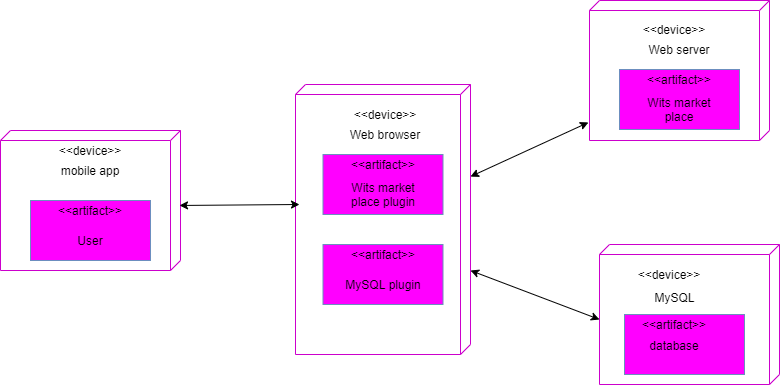 <<device>>
mobile app
<<artifact>>
User
<<device>>
Web browser
<<artifact>>
Wits market
place plugin
<<artifact>>
MySQL plugin
<<device>>
Web server
<<artifact>>
Wits market
place
<<device>>
MySQL
<<artifact>>
database